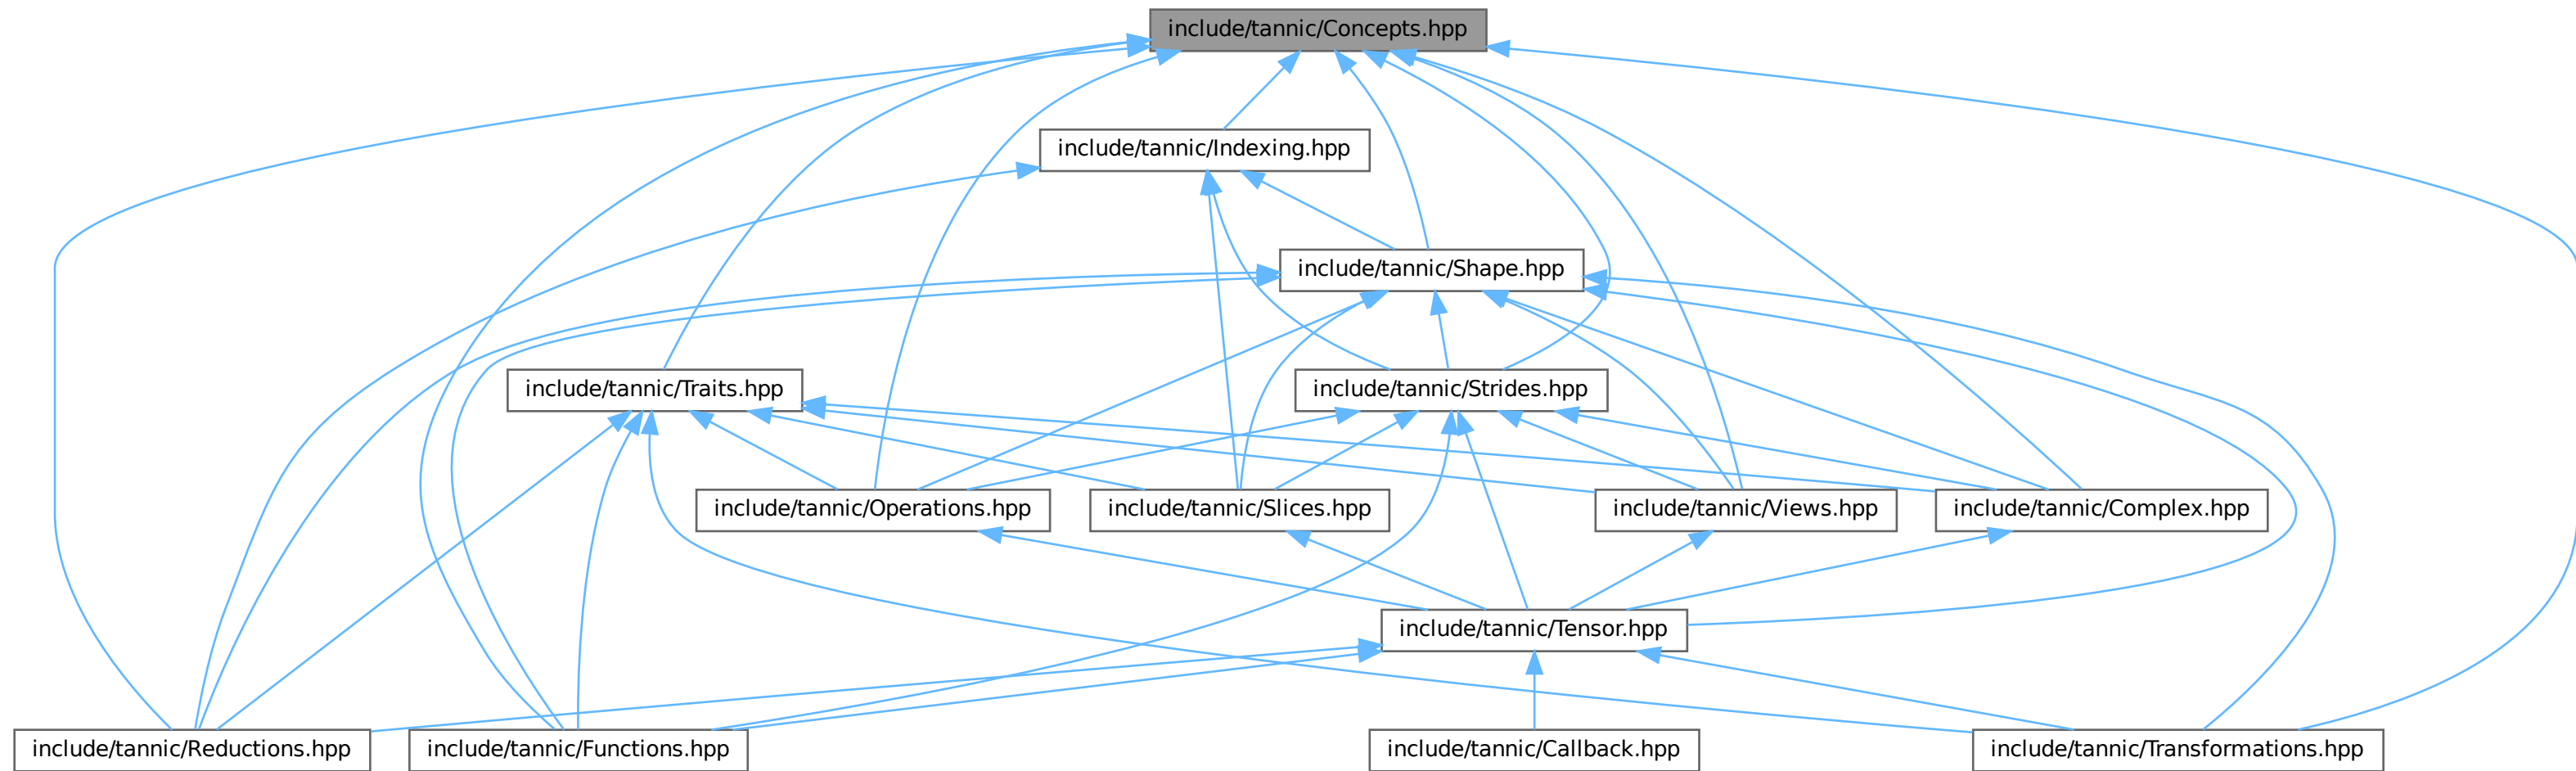 include/tannic/Concepts.hpp
include/tannic/Indexing.hpp
include/tannic/Shape.hpp
include/tannic/Traits.hpp
include/tannic/Strides.hpp
include/tannic/Operations.hpp
include/tannic/Slices.hpp
include/tannic/Views.hpp
include/tannic/Complex.hpp
include/tannic/Tensor.hpp
include/tannic/Reductions.hpp
include/tannic/Functions.hpp
include/tannic/Callback.hpp
include/tannic/Transformations.hpp